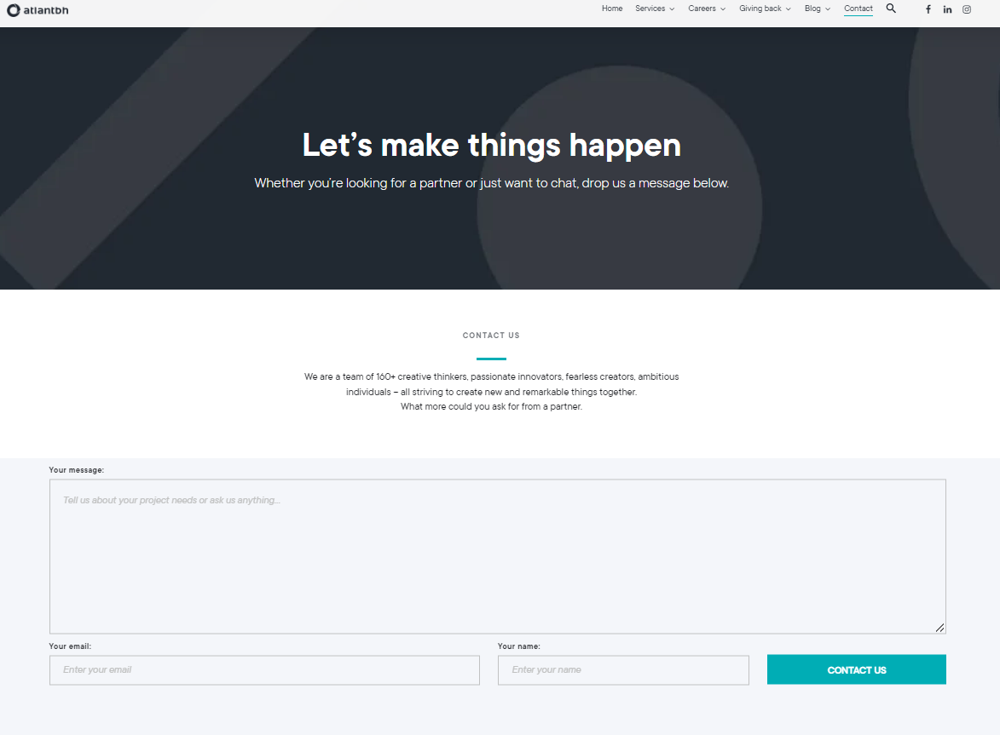 atlantbh
Home Services Careers Giving back Blog Contact
Let's make things happen
Whether you're looking for a partner or just want to chat, drop us a message below.
CONTACT US
We are a team of 160+ creative thinkers, passionate innovators, fearless creators, ambitious
individuals – all striving to create new and remarkable things together.
What more could you ask for from a partner.
Your message:
Tell us about your project needs or ask us anything...
Your email:
Your name:
Enter your email
Enter your name
CONTACT US